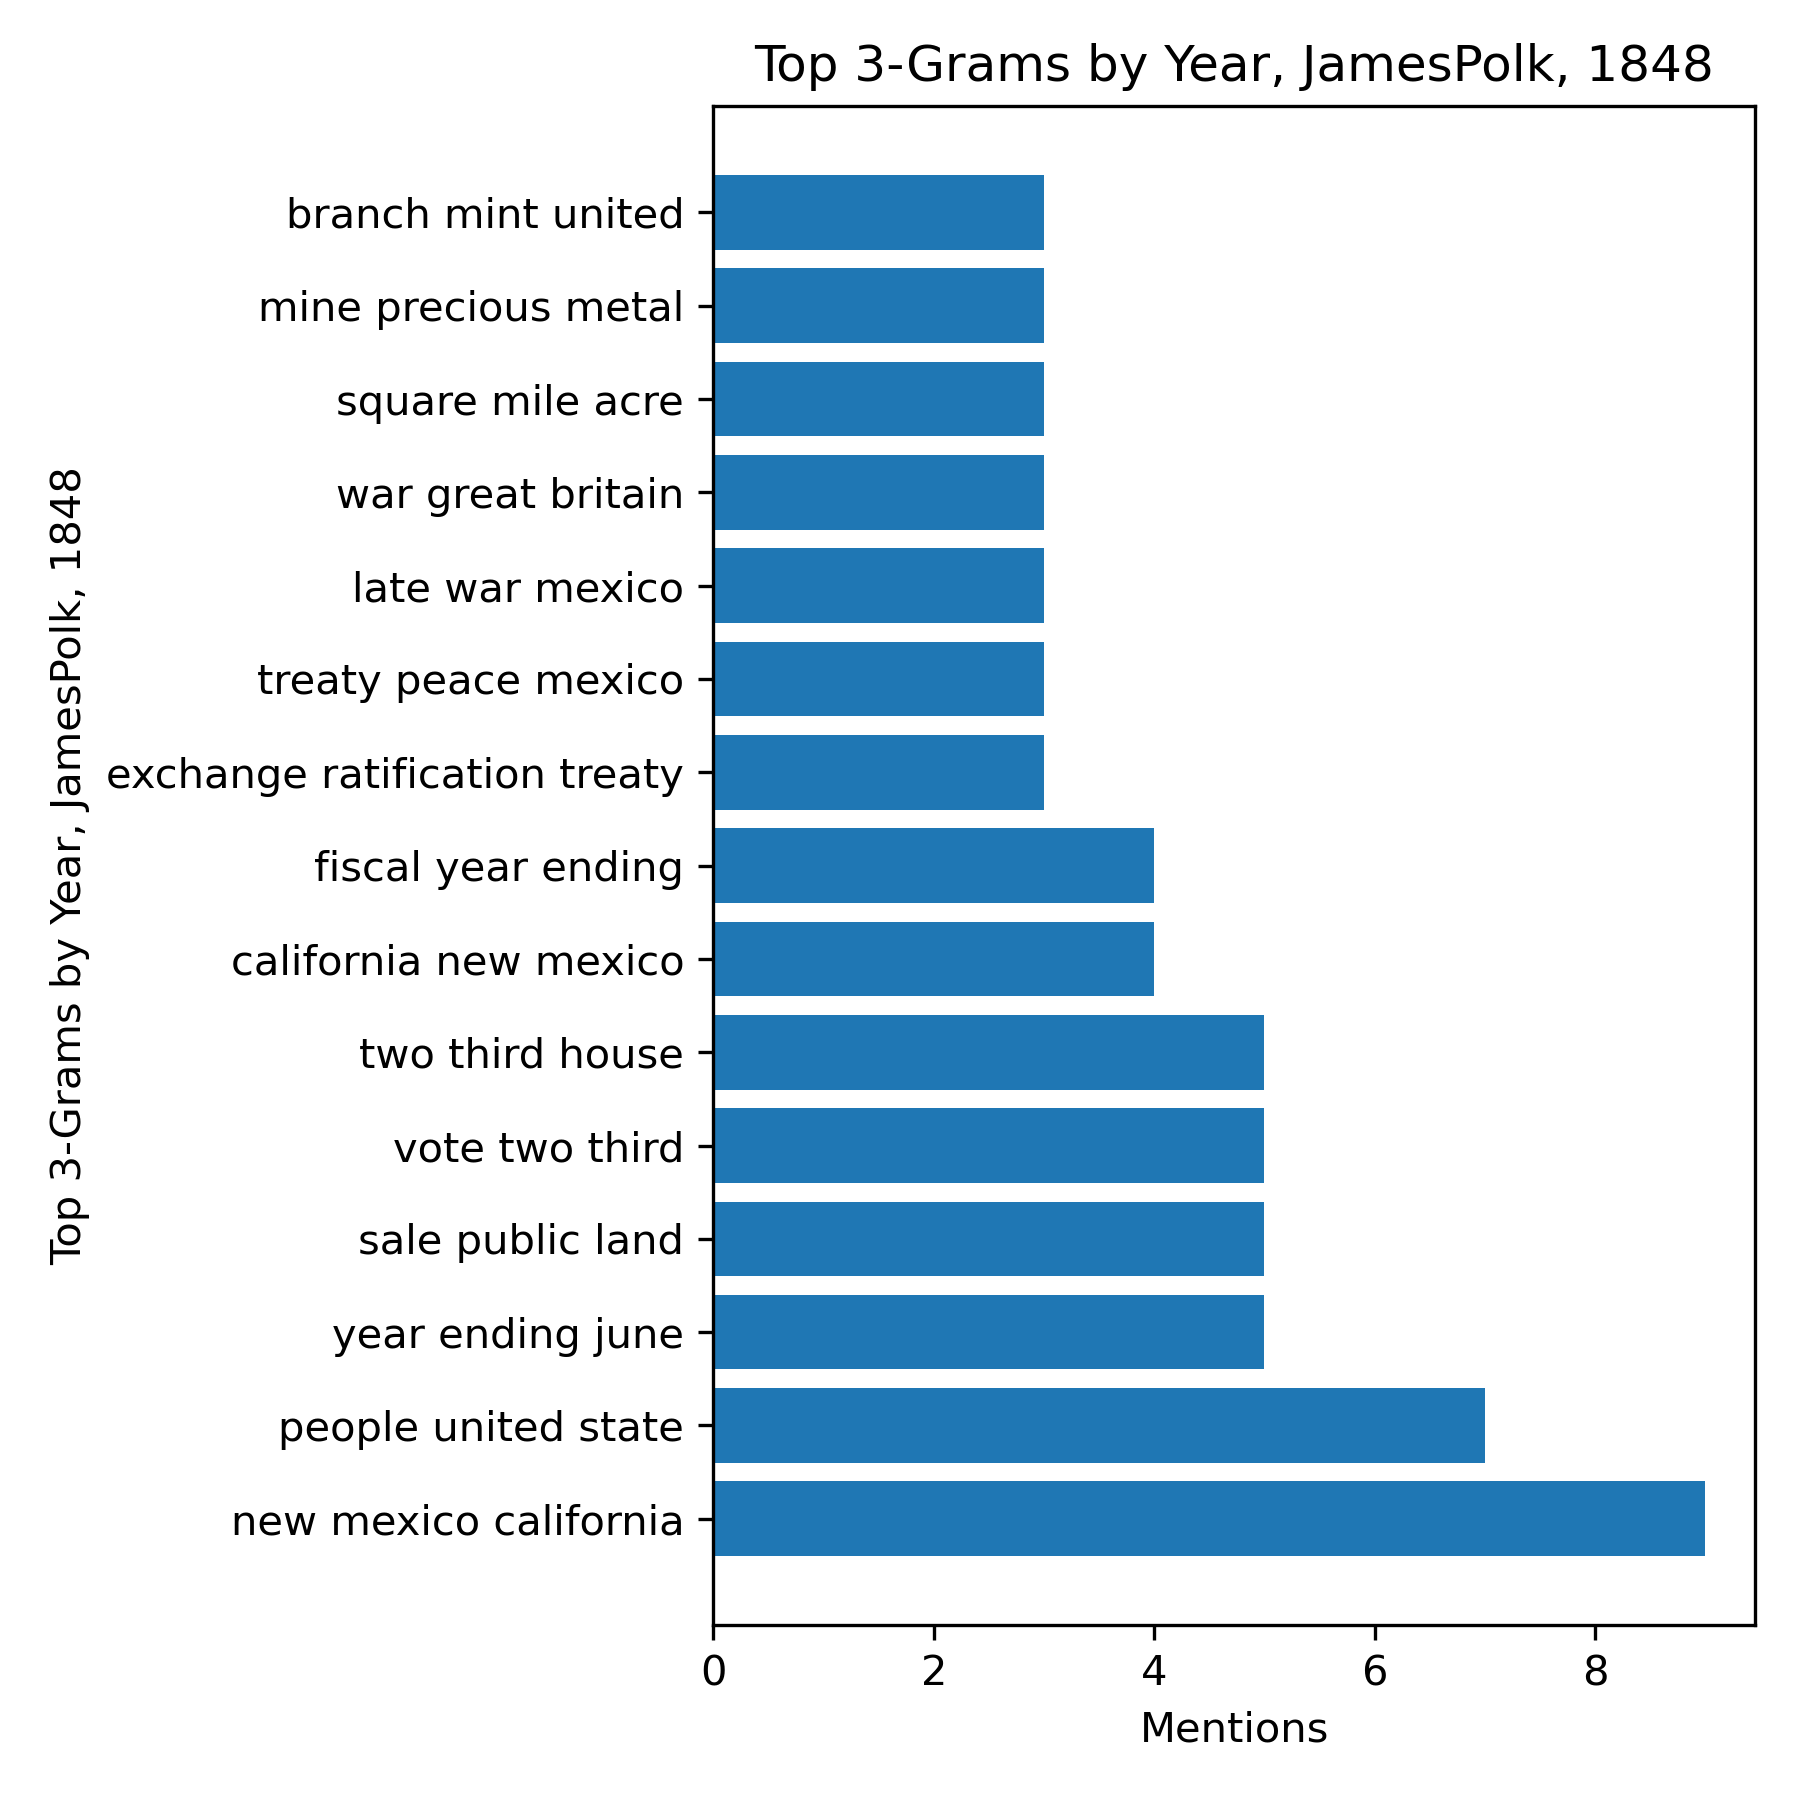 Top 3-Grams by Year, JamesPolk, 1848
Top 3-Grams by Year, JamesPolk, 1848
branch mint united
mine precious metal
square mile acre
war great britain
late war mexico
treaty peace mexico
exchange ratification treaty
fiscal year ending
california new mexico
two third house
vote two third
sale public land
year ending june
people united state
new mexico california
0 2 4 6 8
Mentions